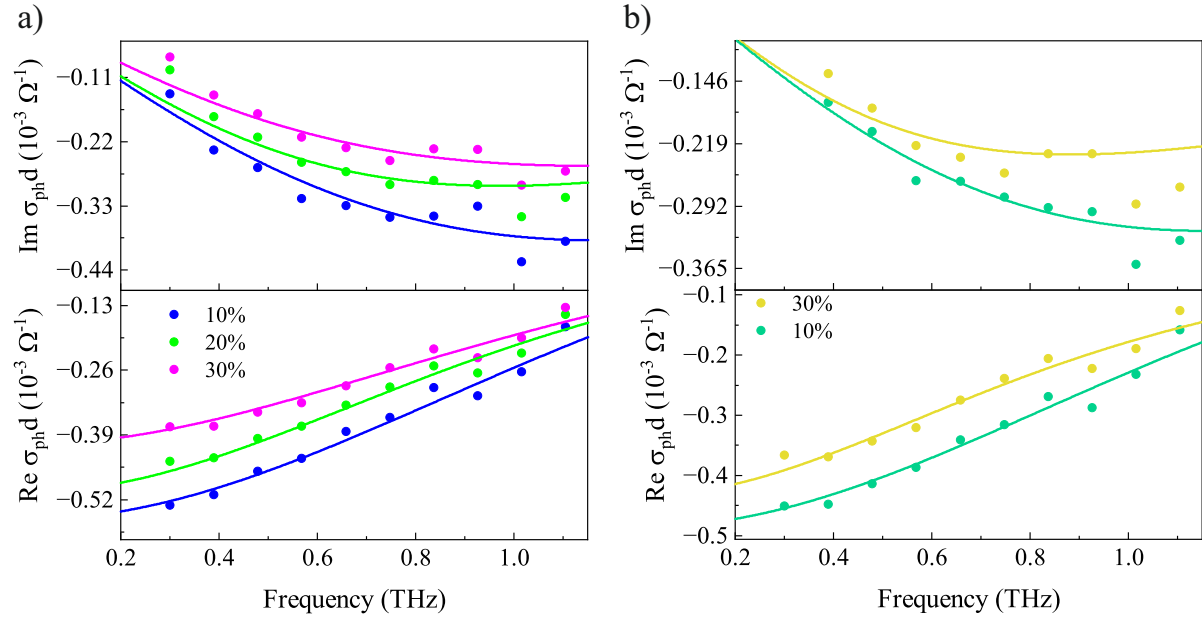 a)
Im σphd (10⁻³ Ω⁻¹)
−0.11
−0.22
−0.33
−0.44
Re σphd (10⁻³ Ω⁻¹)
−0.13
−0.26
−0.39
−0.52
10%
20%
30%
0.2 0.4 0.6 0.8 1.0
Frequency (THz)
b)
Im σphd (10⁻³ Ω⁻¹)
−0.146
−0.219
−0.292
−0.365
Re σphd (10⁻³ Ω⁻¹)
−0.1
−0.2
−0.3
−0.4
−0.5
30%
10%
0.2 0.4 0.6 0.8 1.0
Frequency (THz)